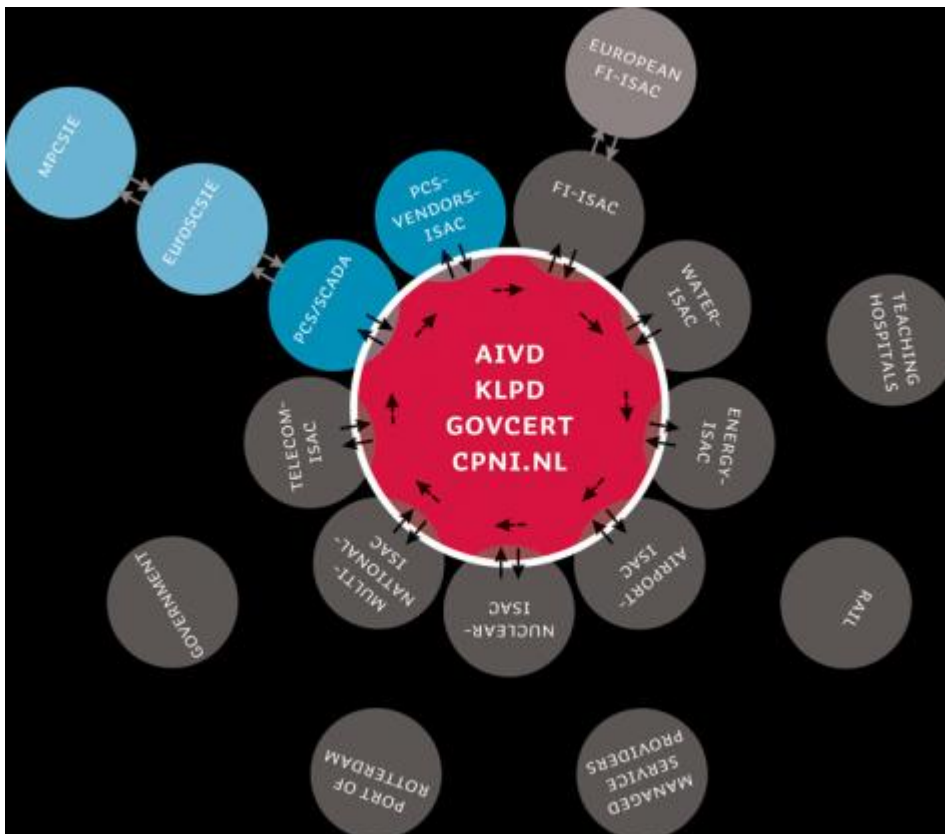 EUROPEAN
FI-ISAC
MPCSIE
EUROSCSIE
PCS/SCADA
PCS-
VENDORS-
ISAC
FI-ISAC
WATER-
ISAC
TEACHING
HOSPITALS
AIVD
KLPD
GOVCERT
CPNI.NL
TELECOM-
ISAC
ENERGY-
ISAC
MULTI-
NATIONAL-
ISAC
NUCLEAR-
ISAC
AIRPORT-
ISAC
GOVERNMENT
RAIL
PORT OF
ROTTERDAM
MANAGED
SERVICE
PROVIDERS